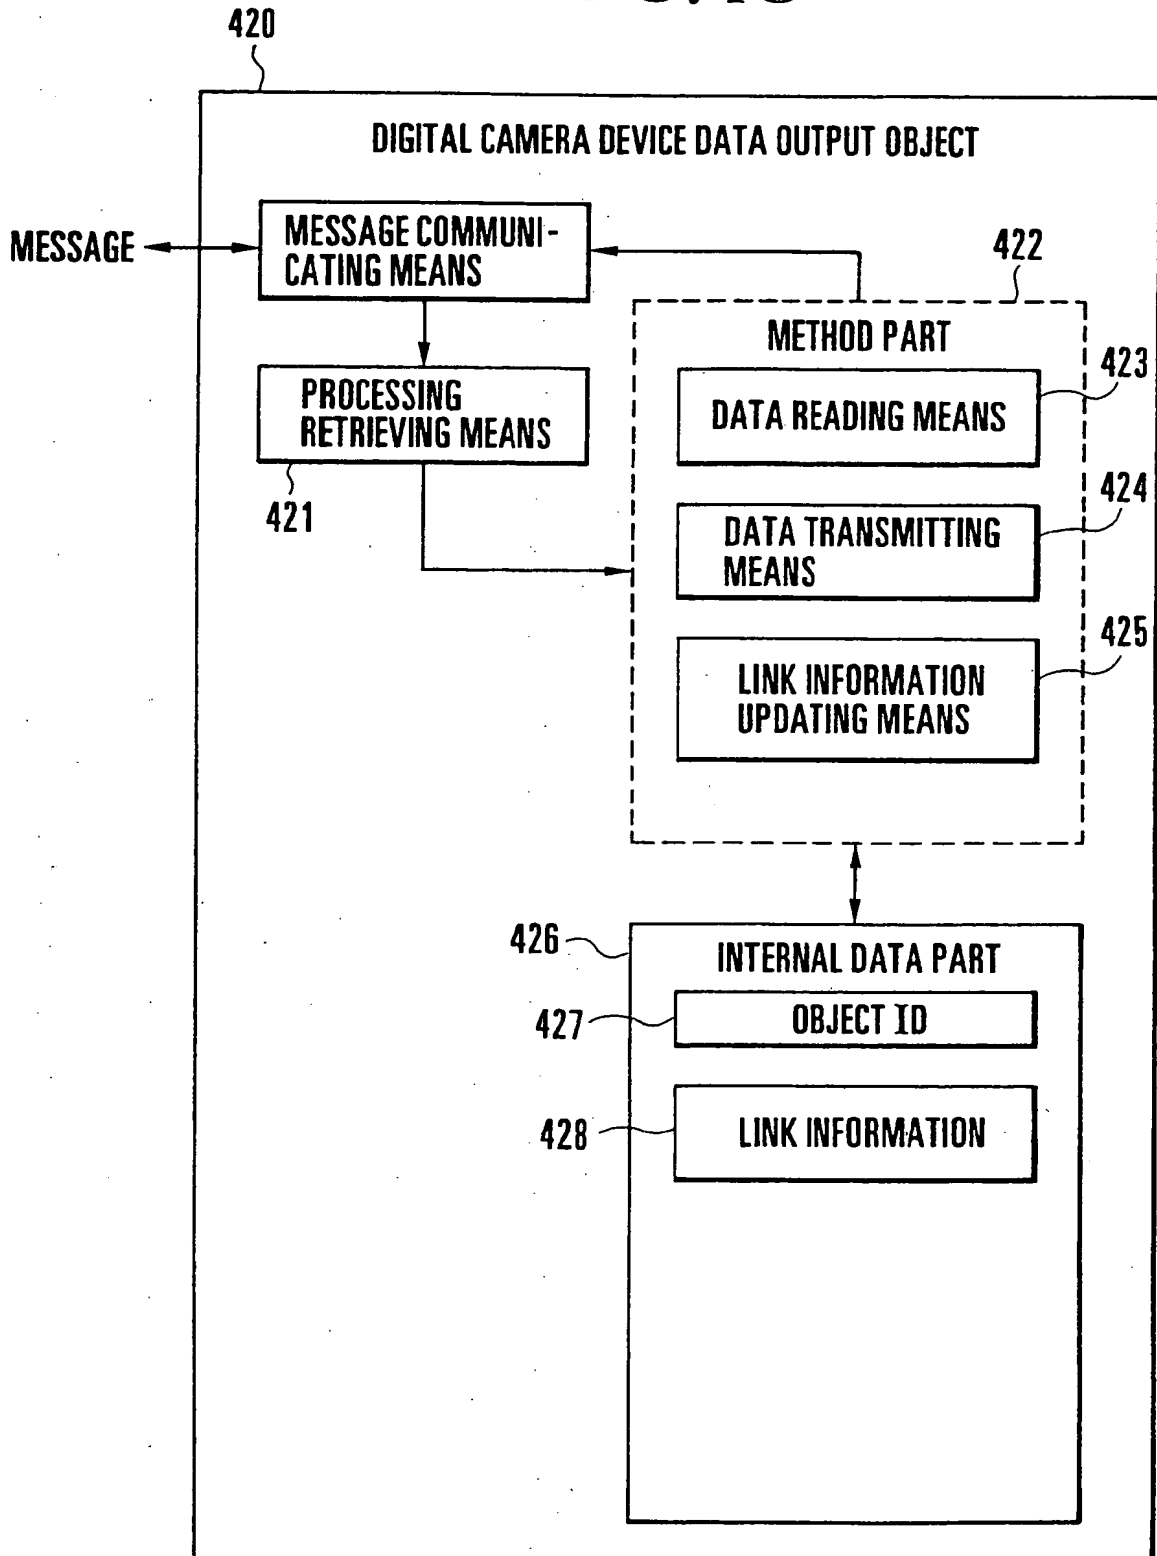 420
DIGITAL CAMERA DEVICE DATA OUTPUT OBJECT
MESSAGE
MESSAGE COMMUNI-
CATING MEANS
422
METHOD PART
PROCESSING
RETRIEVING MEANS
421
423
DATA READING MEANS
424
DATA TRANSMITTING
MEANS
425
LINK INFORMATION
UPDATING MEANS
426
INTERNAL DATA PART
427
OBJECT ID
428
LINK INFORMATION